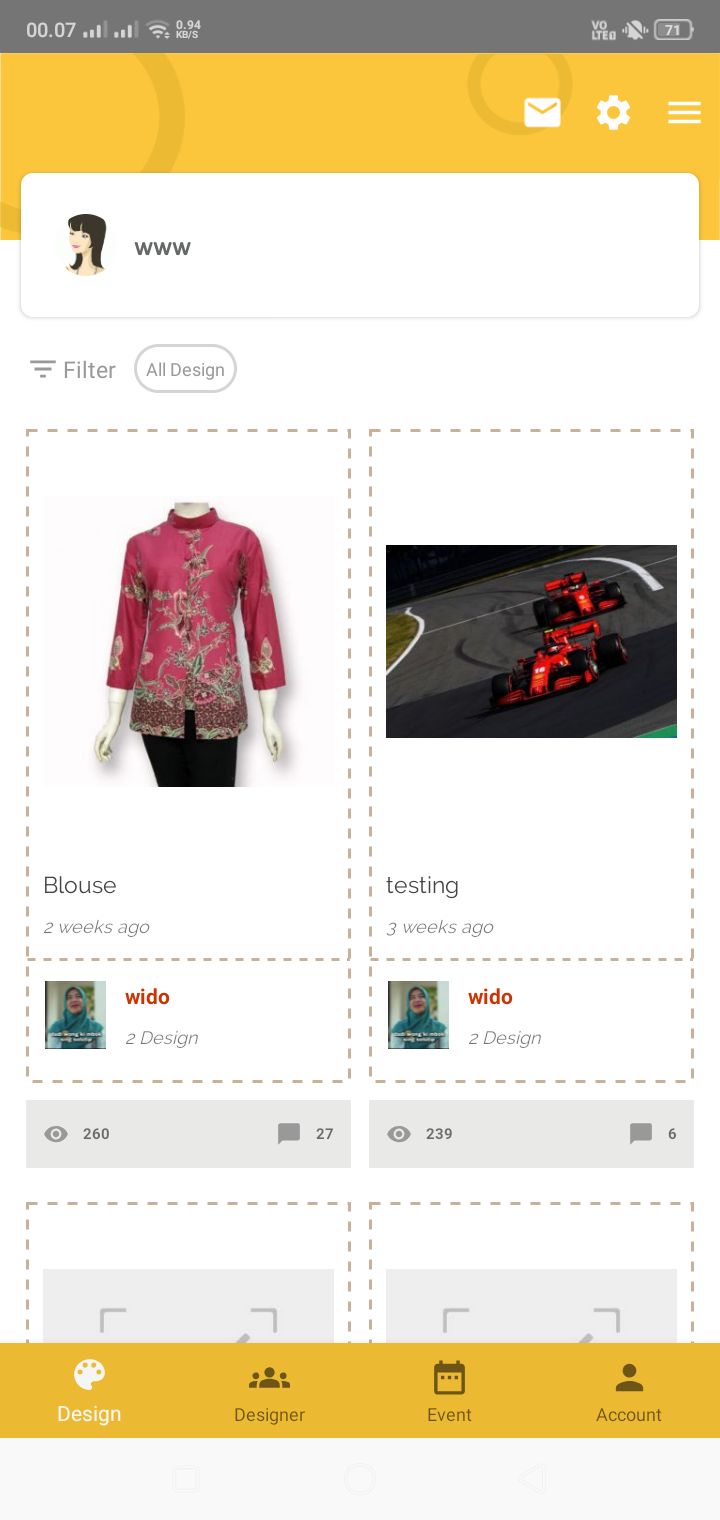 00.07
0.94
KB/S
VO
LTE
71
www
Filter
All Design
Blouse
2 weeks ago
wido
2 Design
260
27
testing
3 weeks ago
16
wido
2 Design
239
6
Design
Designer
Event
Account